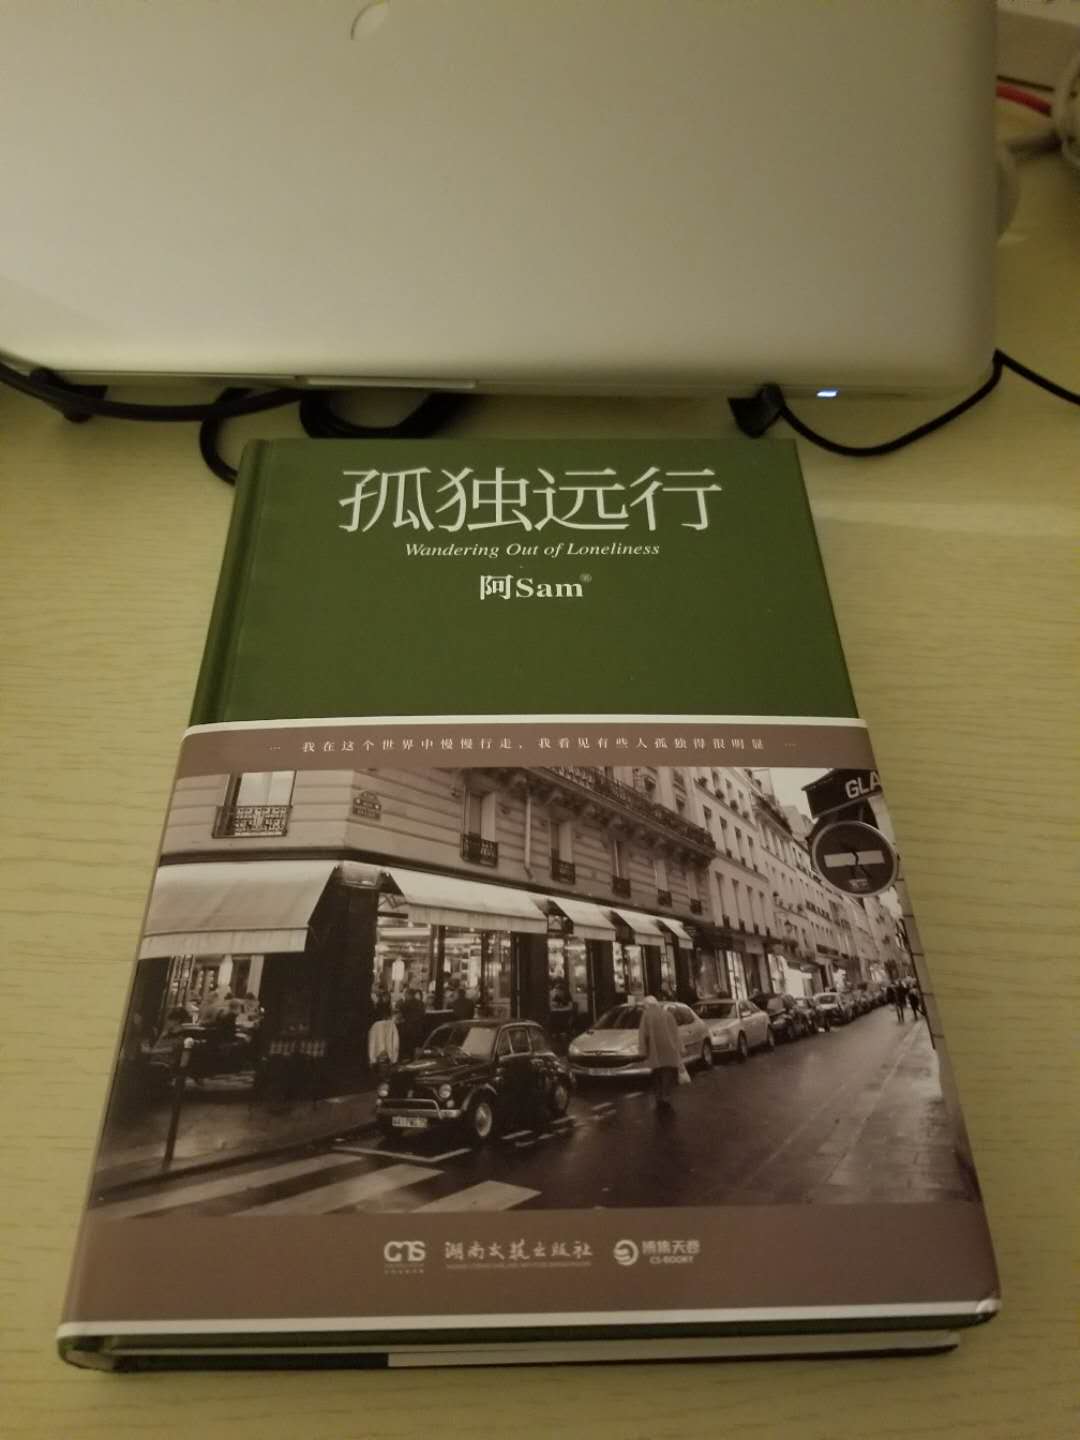 孤独远行
Wandering Out of Loneliness
阿Sam®
··· 我在这个世界中慢慢行走，我看见有些人孤独得很明显 ···
GLA
CTS 湖南文艺出版社 博集天卷
CS-BOOKY